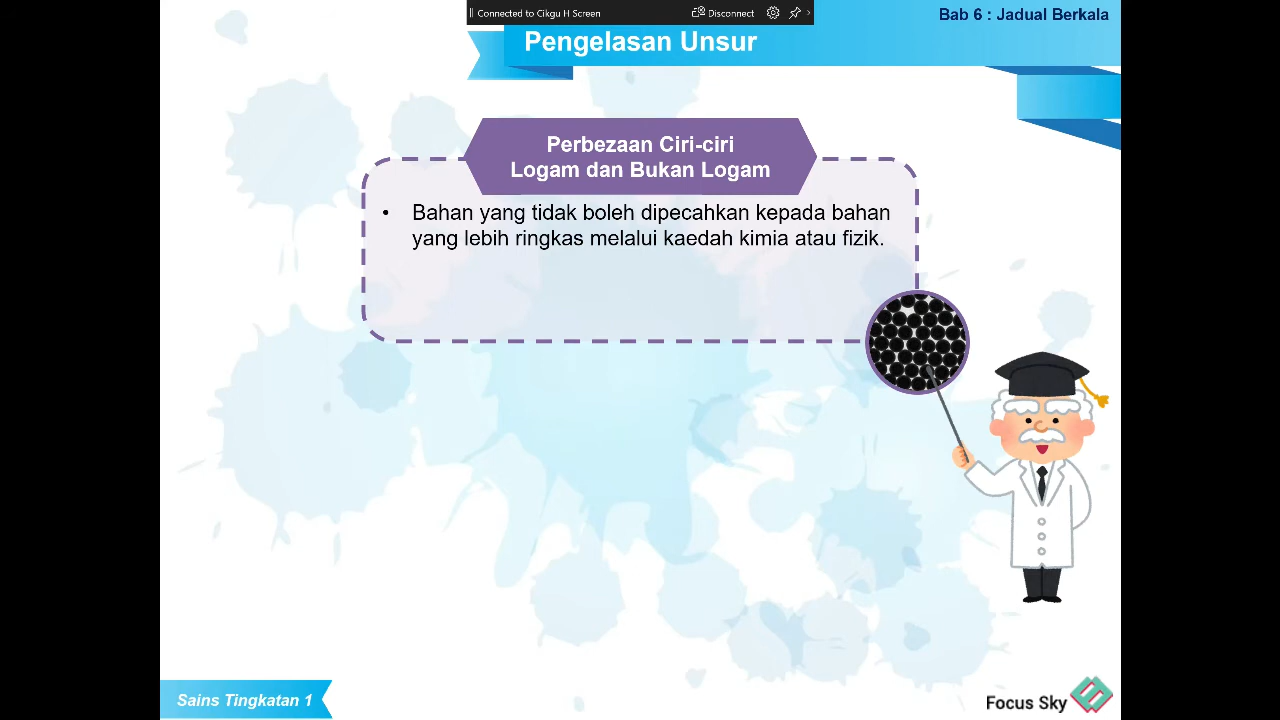 Connected to Cikgu H Screen
Disconnect
Bab 6 : Jadual Berkala
Pengelasan Unsur
Perbezaan Ciri-ciri
Logam dan Bukan Logam
• Bahan yang tidak boleh dipecahkan kepada bahan
yang lebih ringkas melalui kaedah kimia atau fizik.
Sains Tingkatan 1
Focus Sky